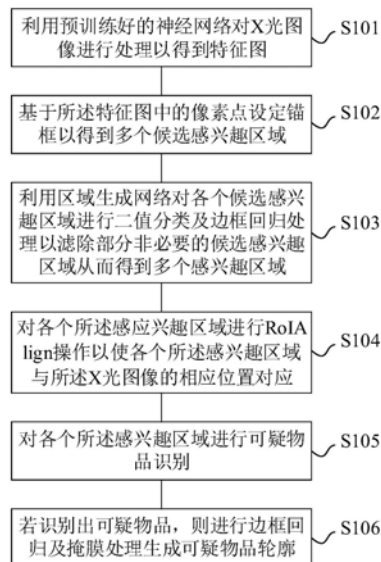 利用预训练好的神经网络对X光图
像进行处理以得到特征图
S101
基于所述特征图中的像素点设定锚
框以得到多个候选感兴趣区域
S102
利用区域生成网络对各个候选感兴
趣区域进行二值分类及边框回归处
理以滤除部分非必要的候选感兴趣
区域从而得到多个感兴趣区域
S103
对各个所述感应兴趣区域进行RoIA
lign操作以使各个所述感兴趣区域
与所述X光图像的相应位置对应
S104
对各个所述感兴趣区域进行可疑物
品识别
S105
若识别出可疑物品，则进行边框回
归及掩膜处理生成可疑物品轮廓
S106